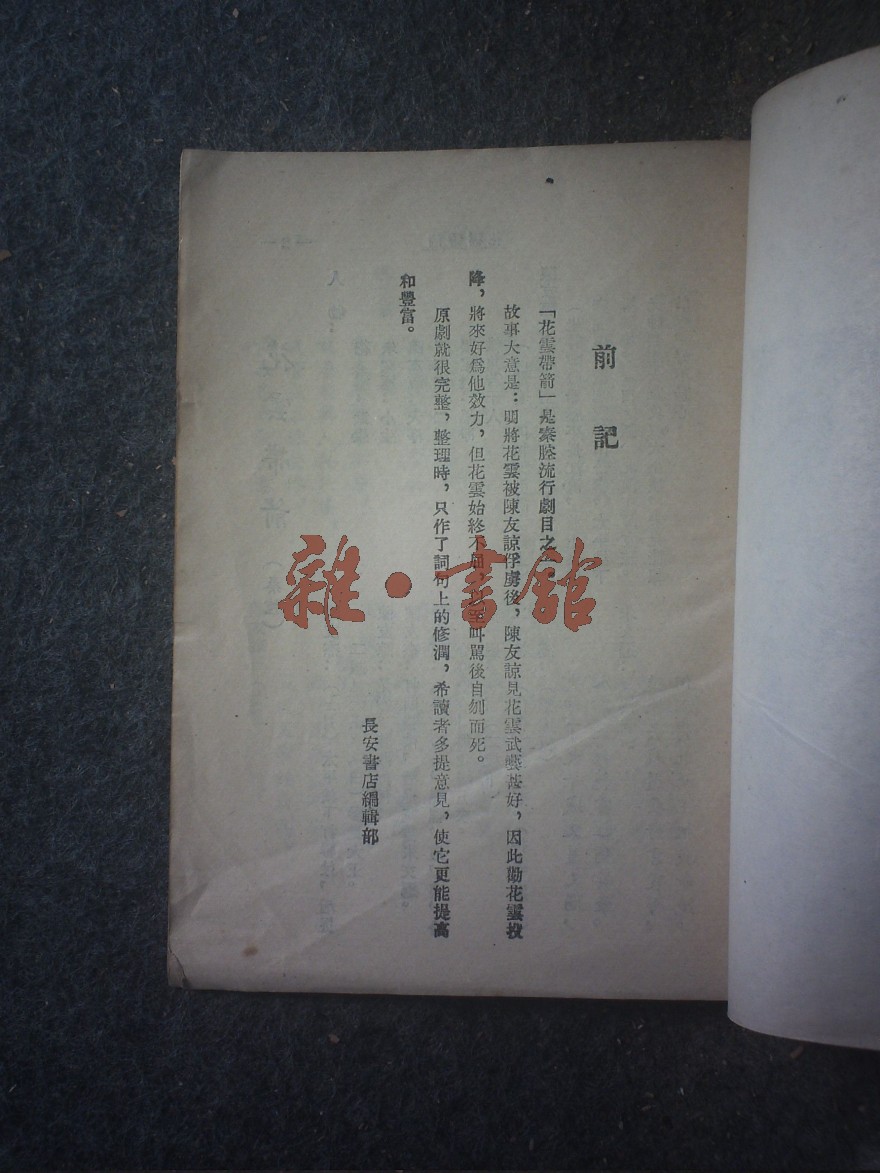 前記
「花雲帶箭」是秦腔流行劇目之
故事大意是：明將花雲被陳友諒俘虜後，陳友諒見花雲武藝甚好，因此勸花雲投
降，將來好爲他效力，但花雲始終不屈，叫罵後自刎而死。
原劇就很完整，整理時，只作了詞句上的修潤，希讀者多提意見，使它更能提高
和豐富。
長安書店編輯部
雜·書館